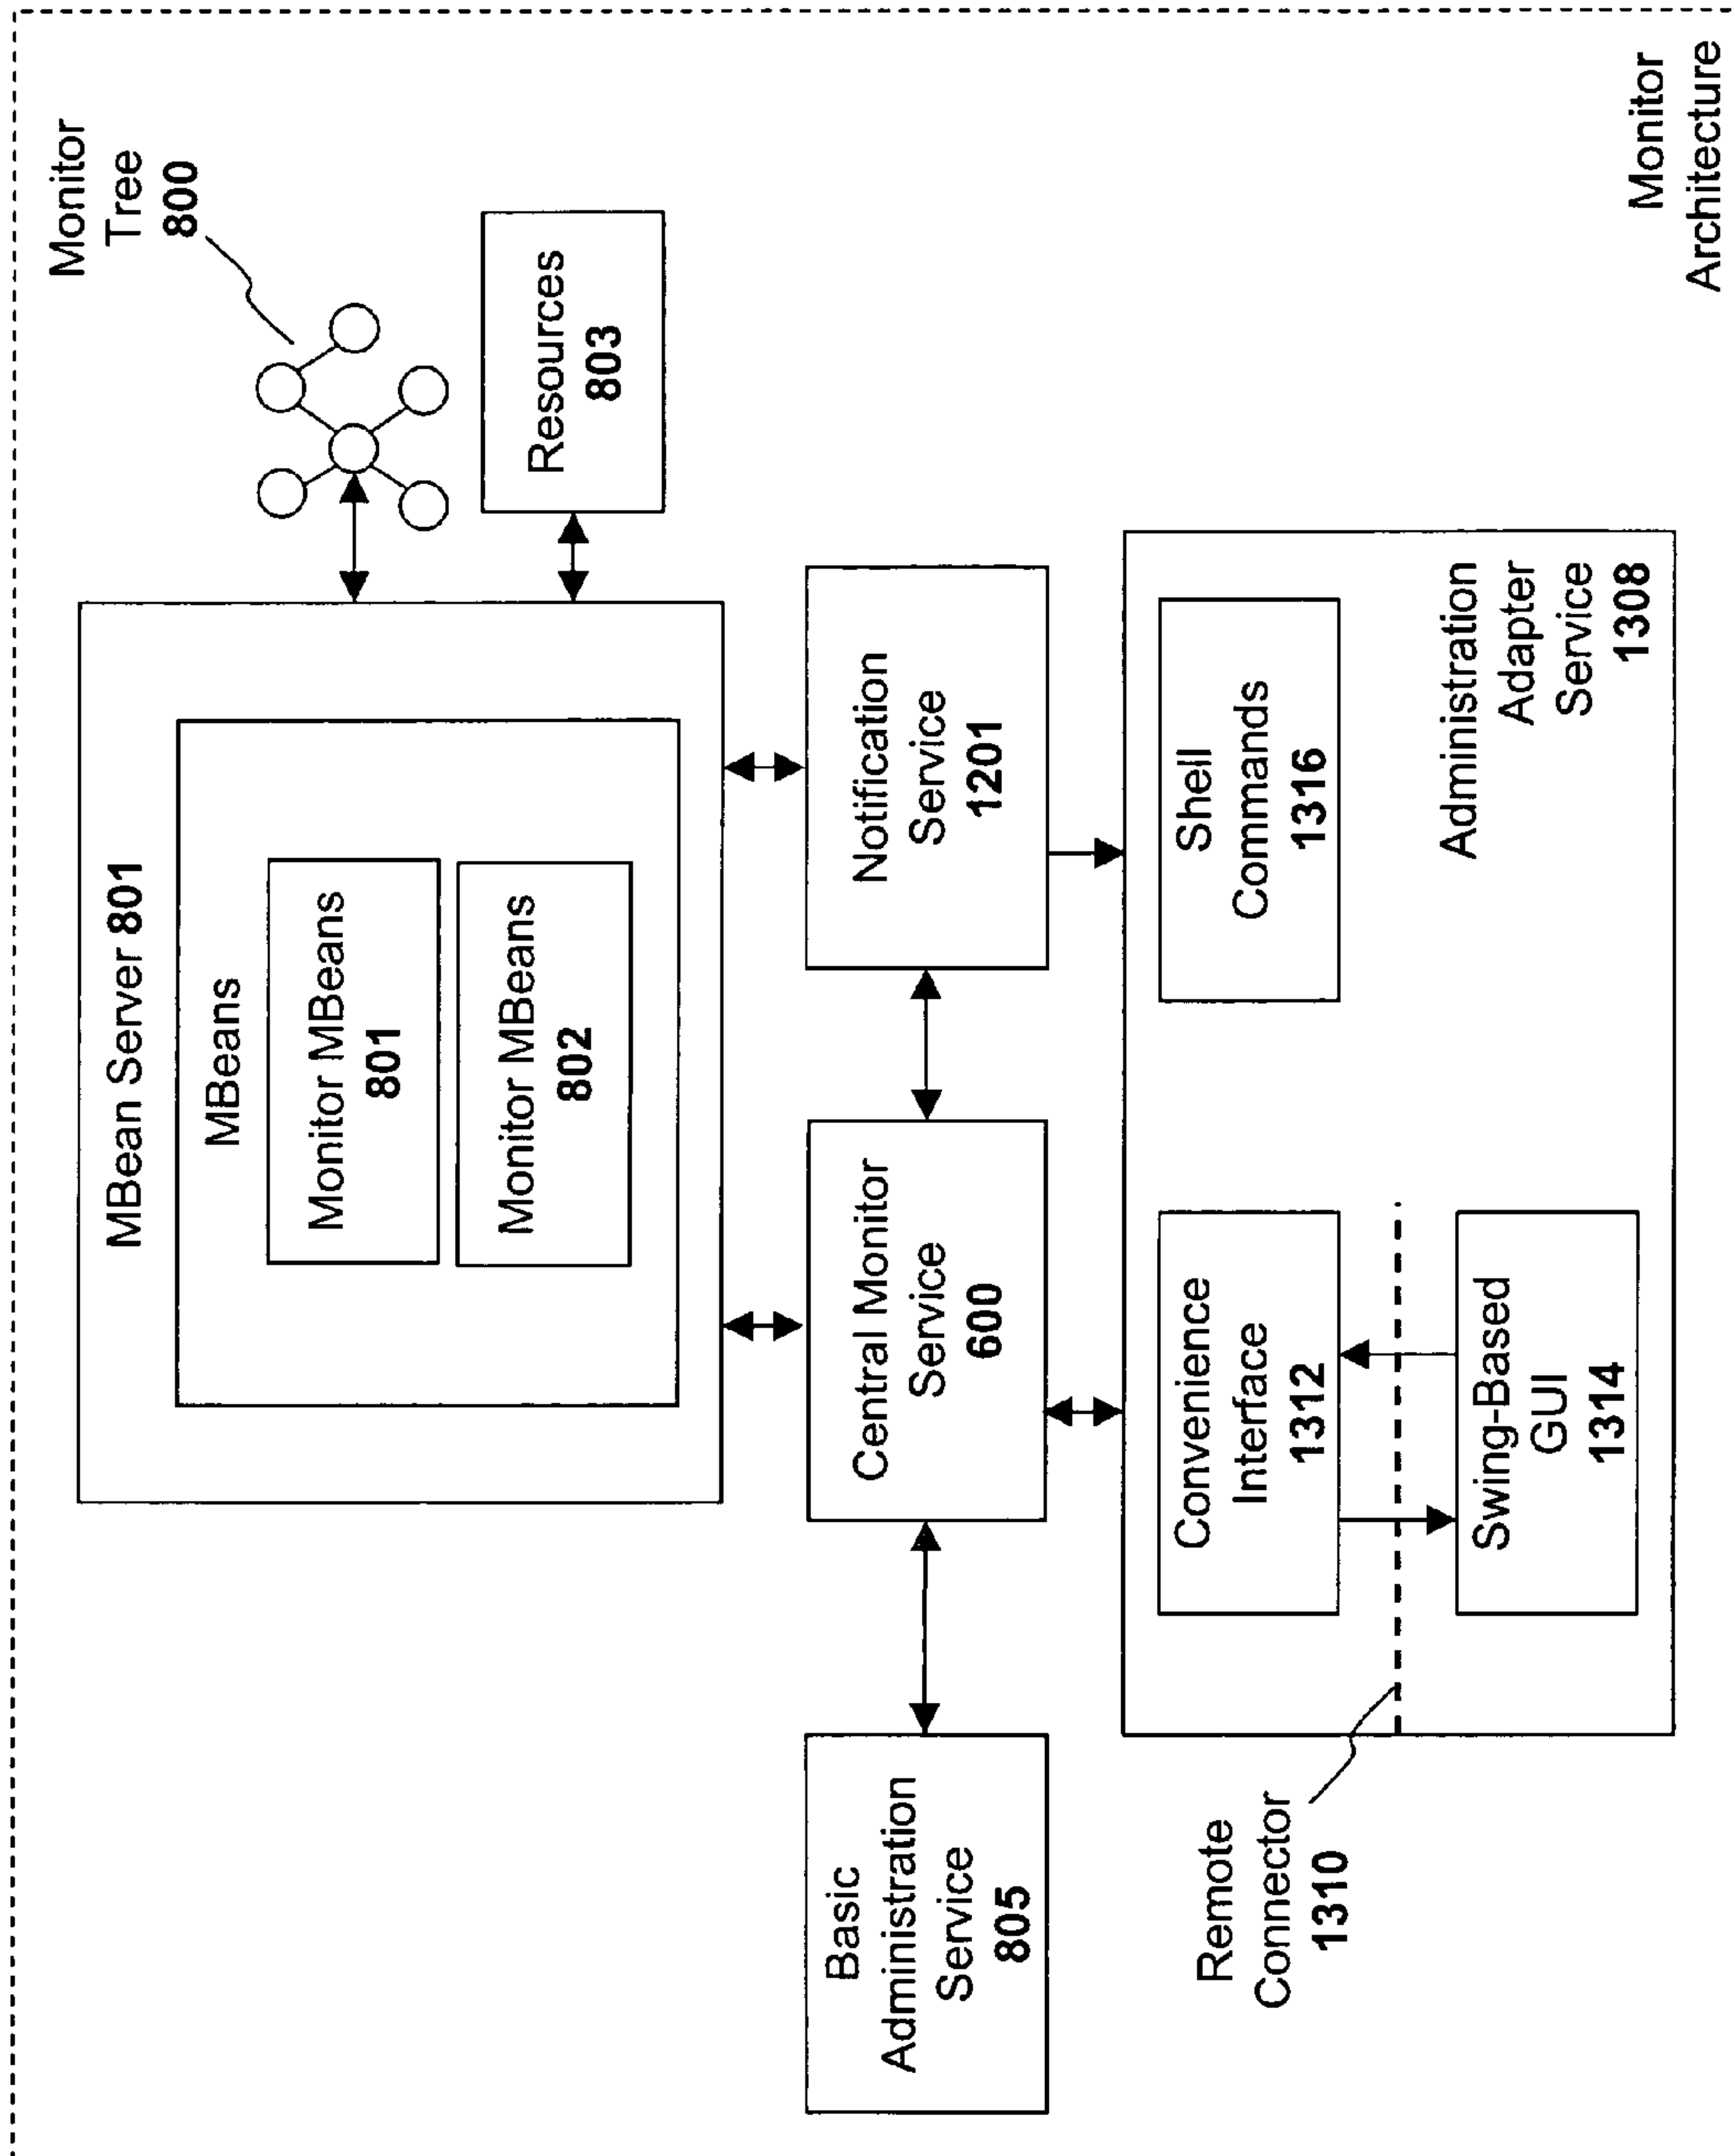 Monitor
Tree
800
MBean Server 801
MBeans
Monitor MBeans
801
Monitor MBeans
802
Resources
803
Basic
Administration
Service
805
Central Monitor
Service
600
Notification
Service
1201
Remote
Connector
1310
Convenience
Interface
1312
Swing-Based
GUI
1314
Shell
Commands
1316
Administration
Adapter
Service
1308
Monitor
Architecture